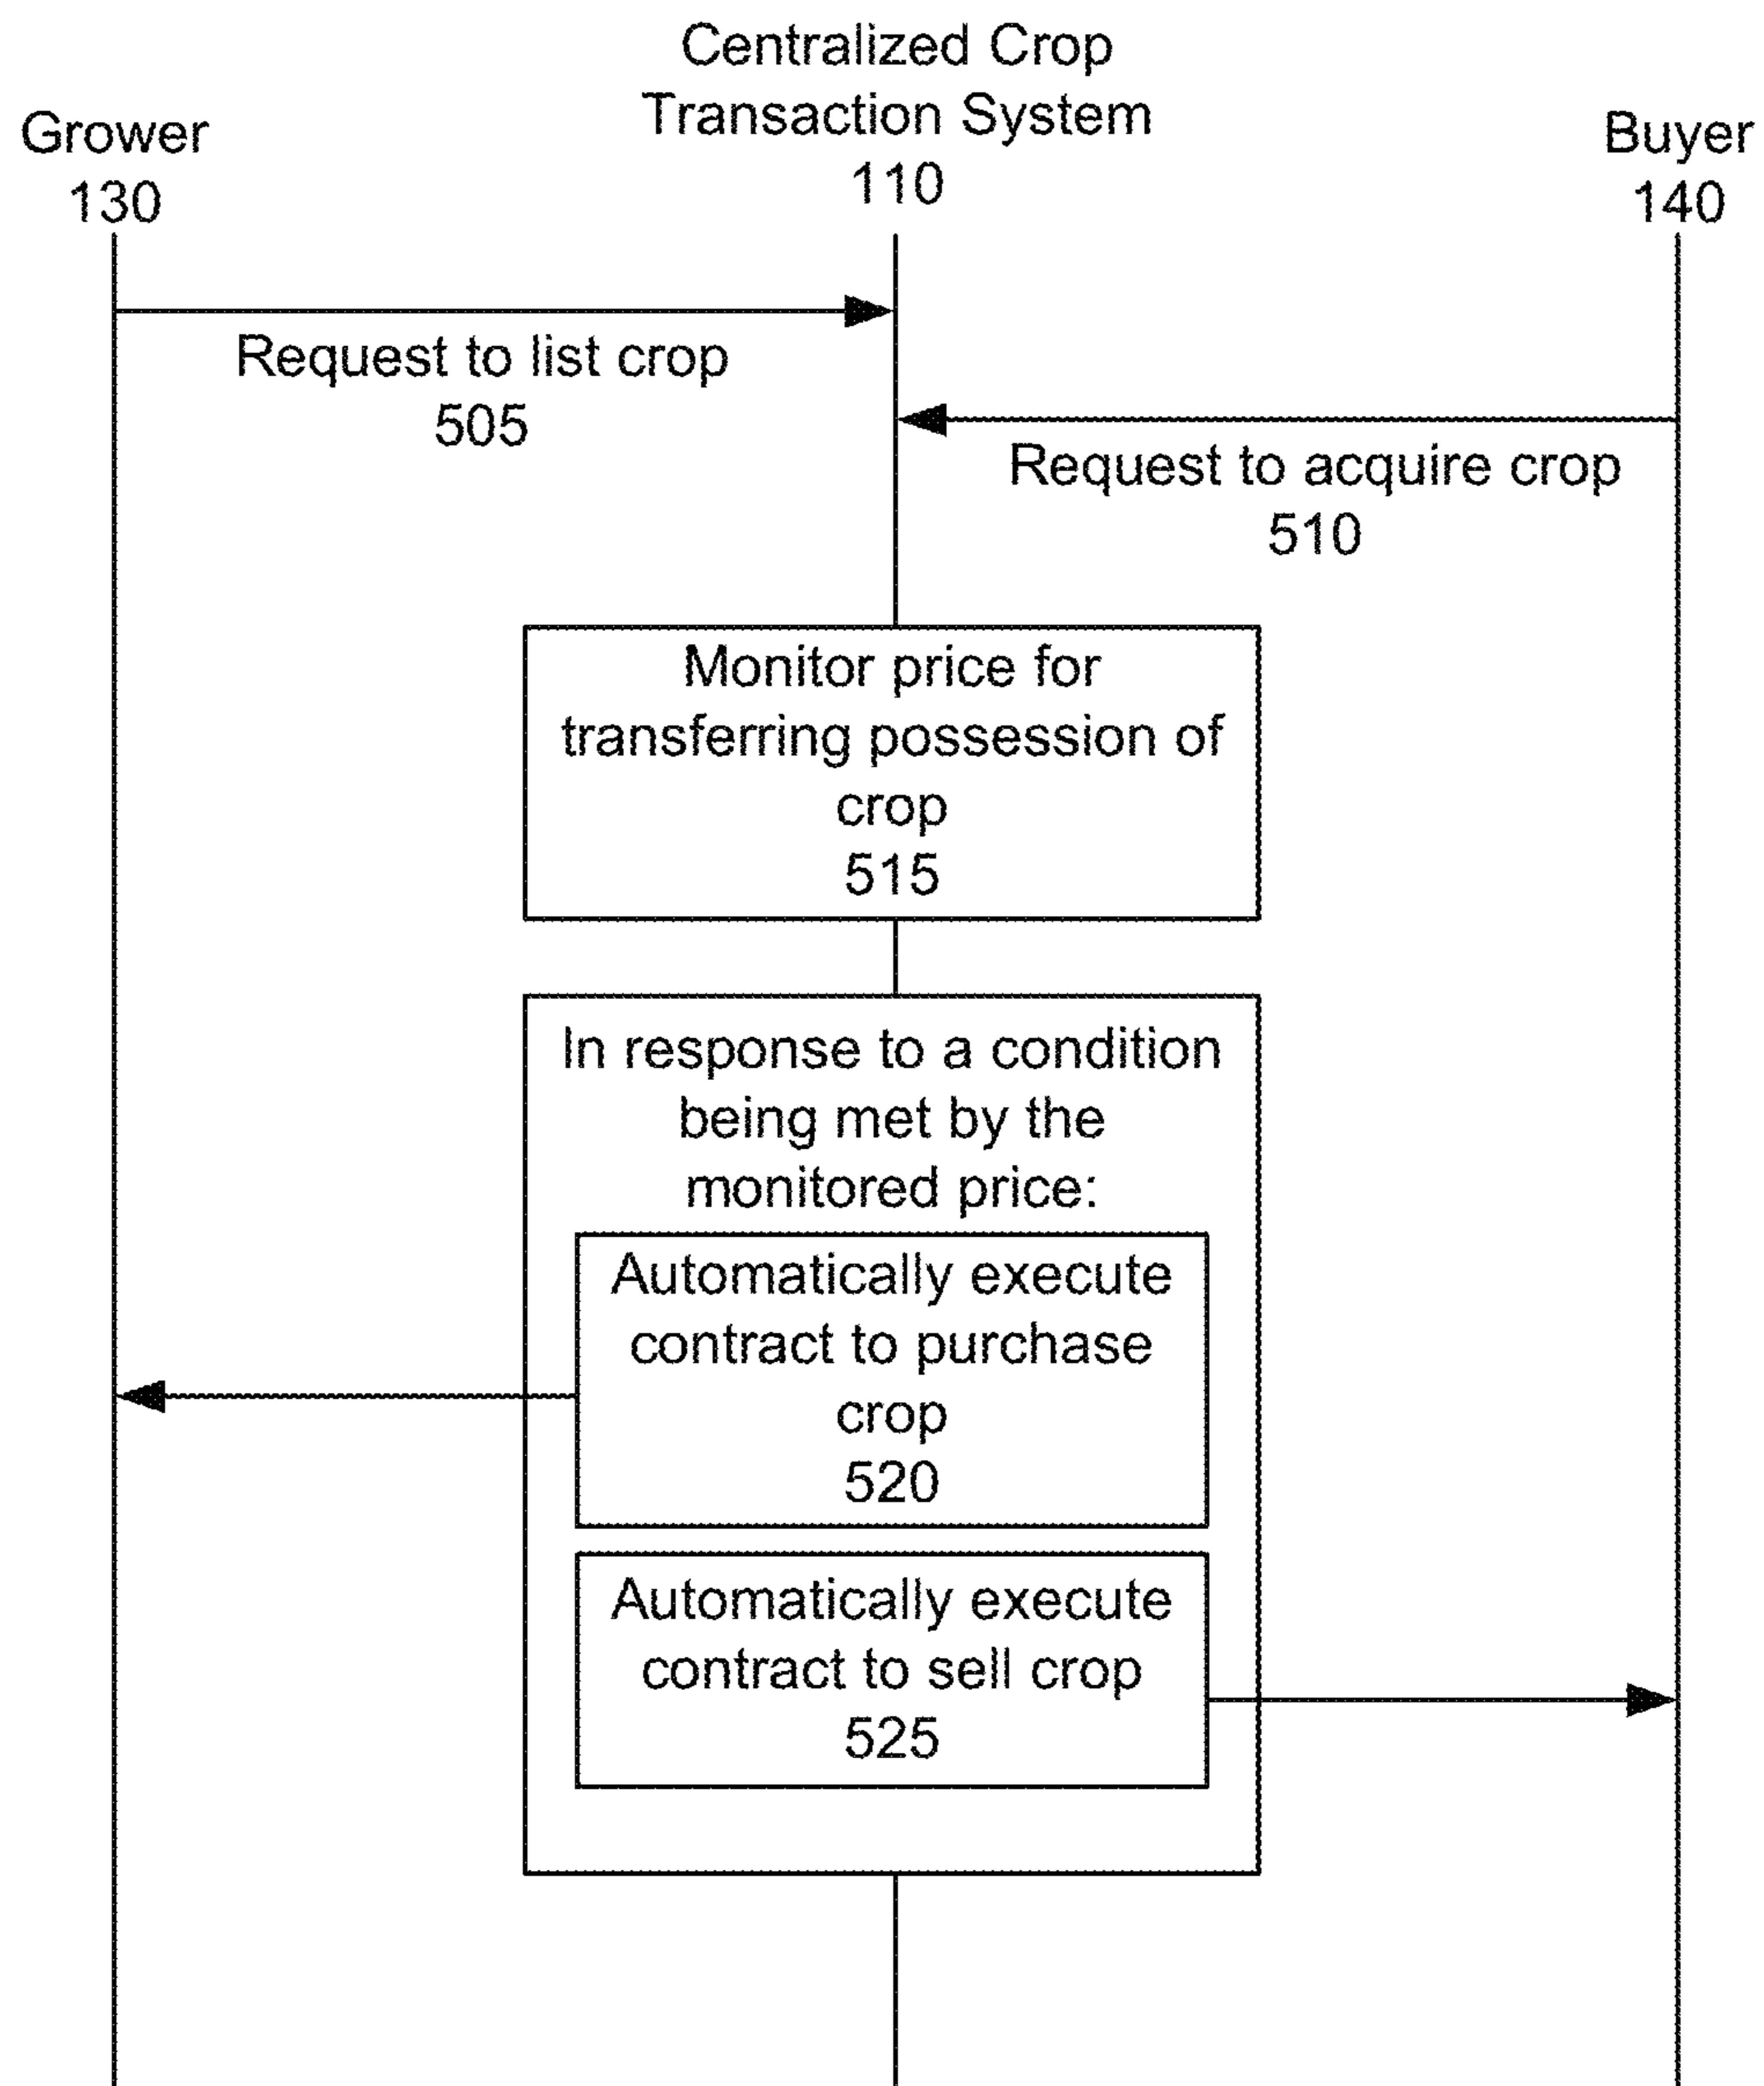 Centralized Crop
Transaction System
110
Grower
130
Buyer
140
Request to list crop
505
Request to acquire crop
510
Monitor price for
transferring possession of
crop
515
In response to a condition
being met by the
monitored price:
Automatically execute
contract to purchase
crop
520
Automatically execute
contract to sell crop
525